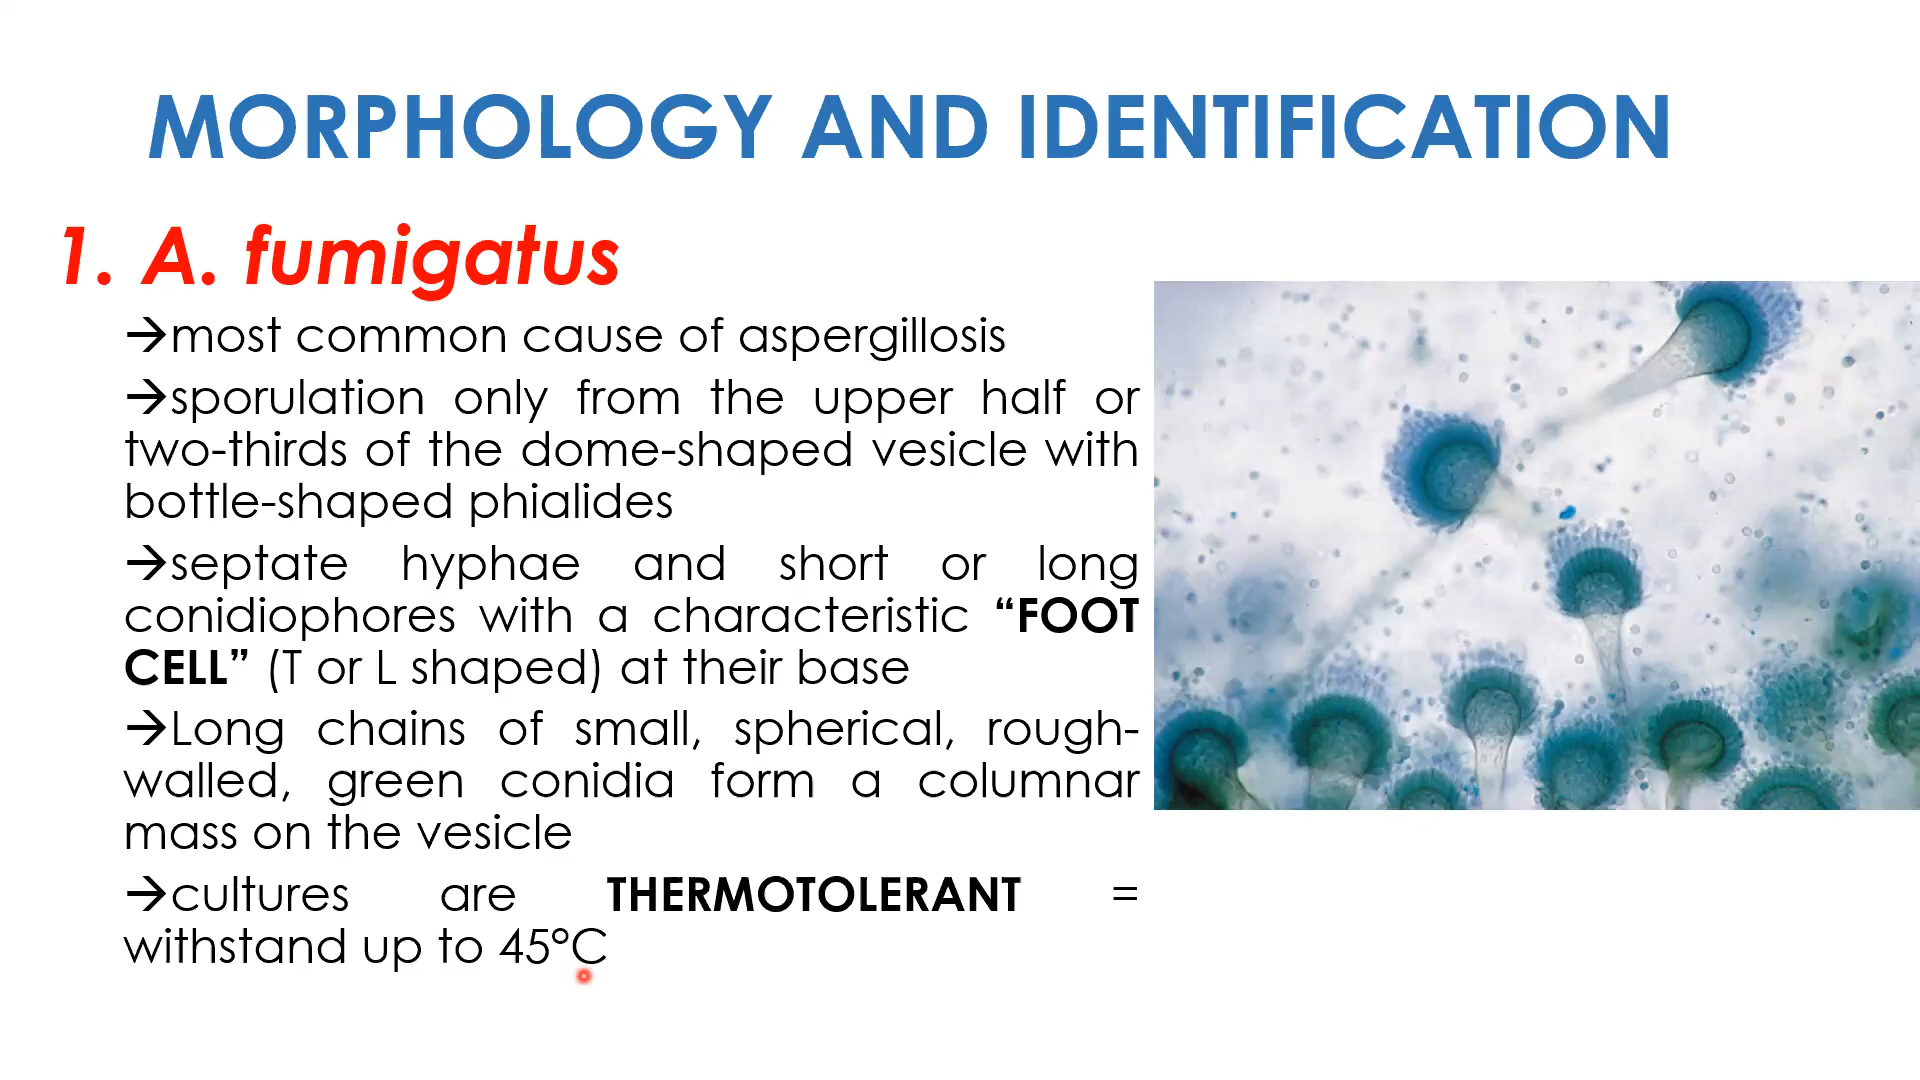 MORPHOLOGY AND IDENTIFICATION
1. A. fumigatus
→most common cause of aspergillosis
→sporulation only from the upper half or
two-thirds of the dome-shaped vesicle with
bottle-shaped phialides
→septate hyphae and short or long
conidiophores with a characteristic “FOOT
CELL” (T or L shaped) at their base
→Long chains of small, spherical, rough-
walled, green conidia form a columnar
mass on the vesicle
→cultures are THERMOTOLERANT =
withstand up to 45°C